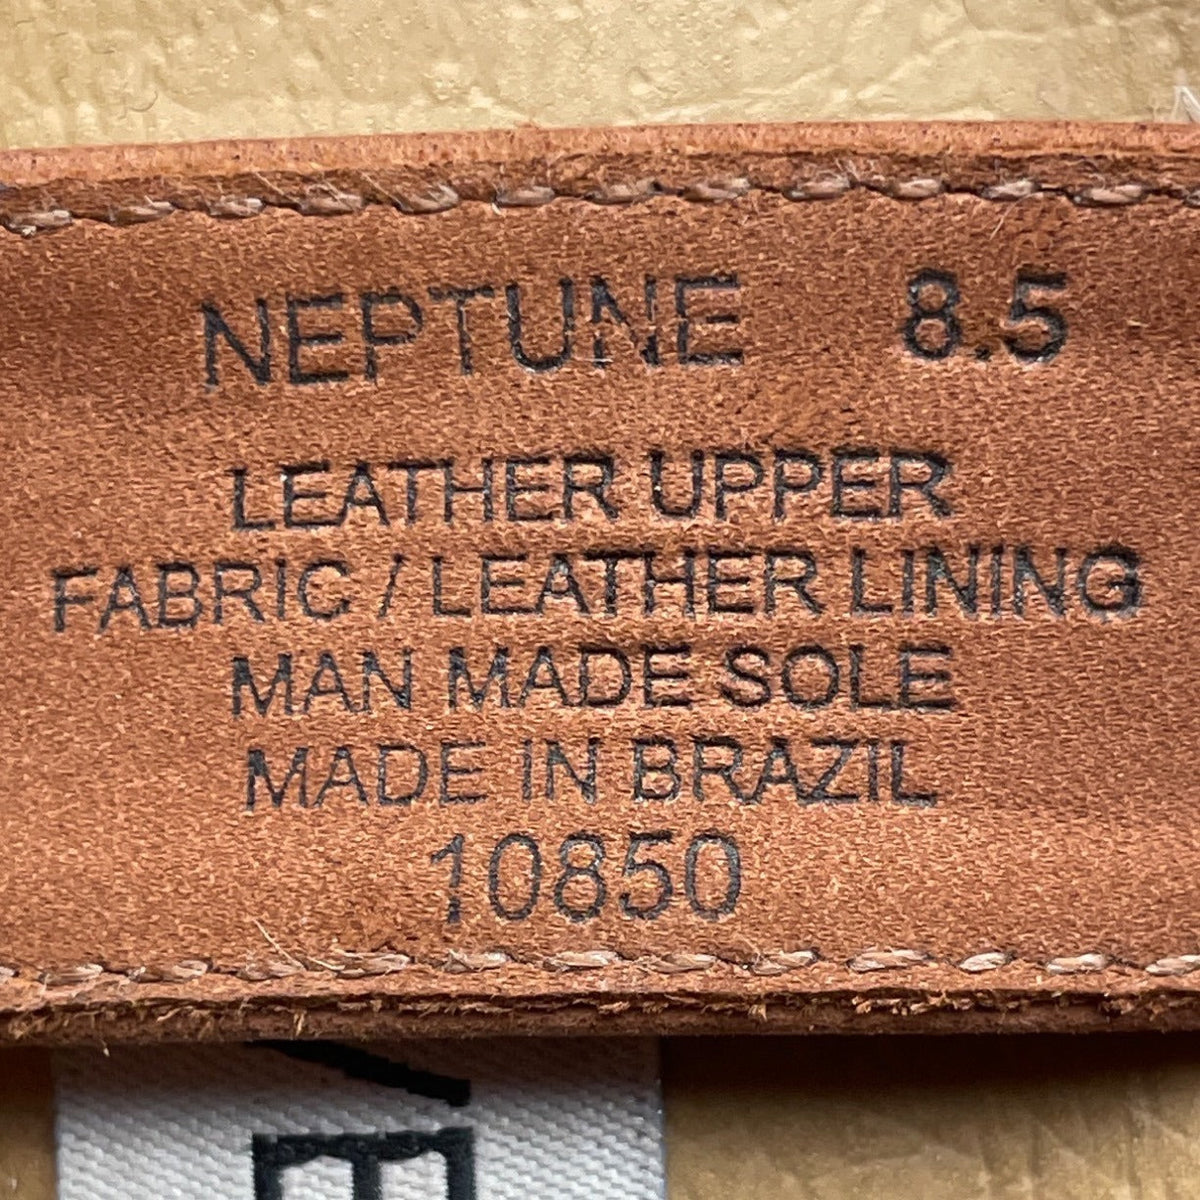 NEPTUNE 8.5
LEATHER UPPER
FABRIC / LEATHER LINING
MAN MADE SOLE
MADE IN BRAZIL
10850